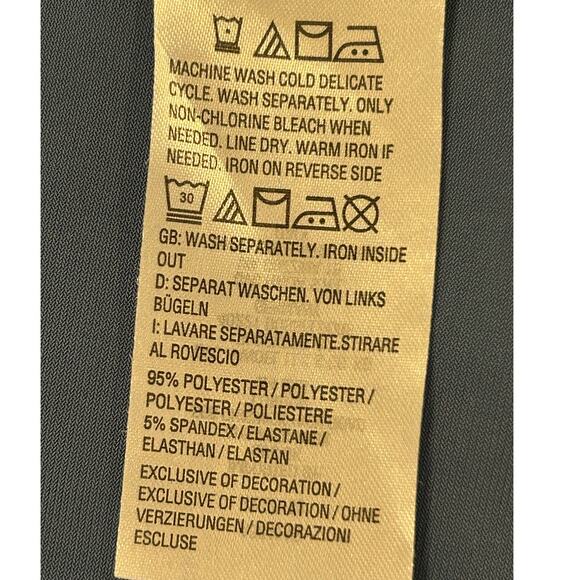 MACHINE WASH COLD DELICATE
CYCLE. WASH SEPARATELY. ONLY
NON-CHLORINE BLEACH WHEN
NEEDED. LINE DRY. WARM IRON IF
NEEDED. IRON ON REVERSE SIDE
30
GB: WASH SEPARATELY. IRON INSIDE
OUT
D: SEPARAT WASCHEN. VON LINKS
BÜGELN
I: LAVARE SEPARATAMENTE.STIRARE
AL ROVESCIO
95% POLYESTER / POLYESTER /
POLYESTER / POLIESTERE
5% SPANDEX / ELASTANE /
ELASTHAN / ELASTAN
EXCLUSIVE OF DECORATION /
EXCLUSIVE OF DECORATION / OHNE
VERZIERUNGEN / DECORAZIONI
ESCLUSE